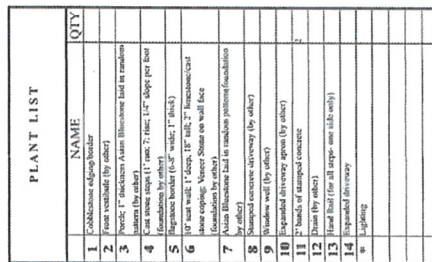 PLANT LIST
NAME QTY
1 Cobblestone edging/border
2 Front vestibule (by other)
3 Porch; 1" thickness Asian Bluestone laid in random
pattern (by other)
4 Cast stone steps (1' run; 7; rise; 1/4" slope per foot
(foundation by other)
5 flagstone border (6-8" wide; 1" thick)
6 10" seat wall: 1" deep, 18" tall; 2" limestone/cast
stone coping; Veneer Stone on wall face
(foundation by other)
7 Asian Bluestone laid in random pattern(foundation
by other)
8 Stamped concrete driveway (by other)
9 Window well (by other)
10 Expanded driveway apron (by other)
11 2' bands of stamped concrete 2
12 Drain (by other)
13 Hand Rail (for all steps- one side only)
14 Expanded driveway
* Lighting